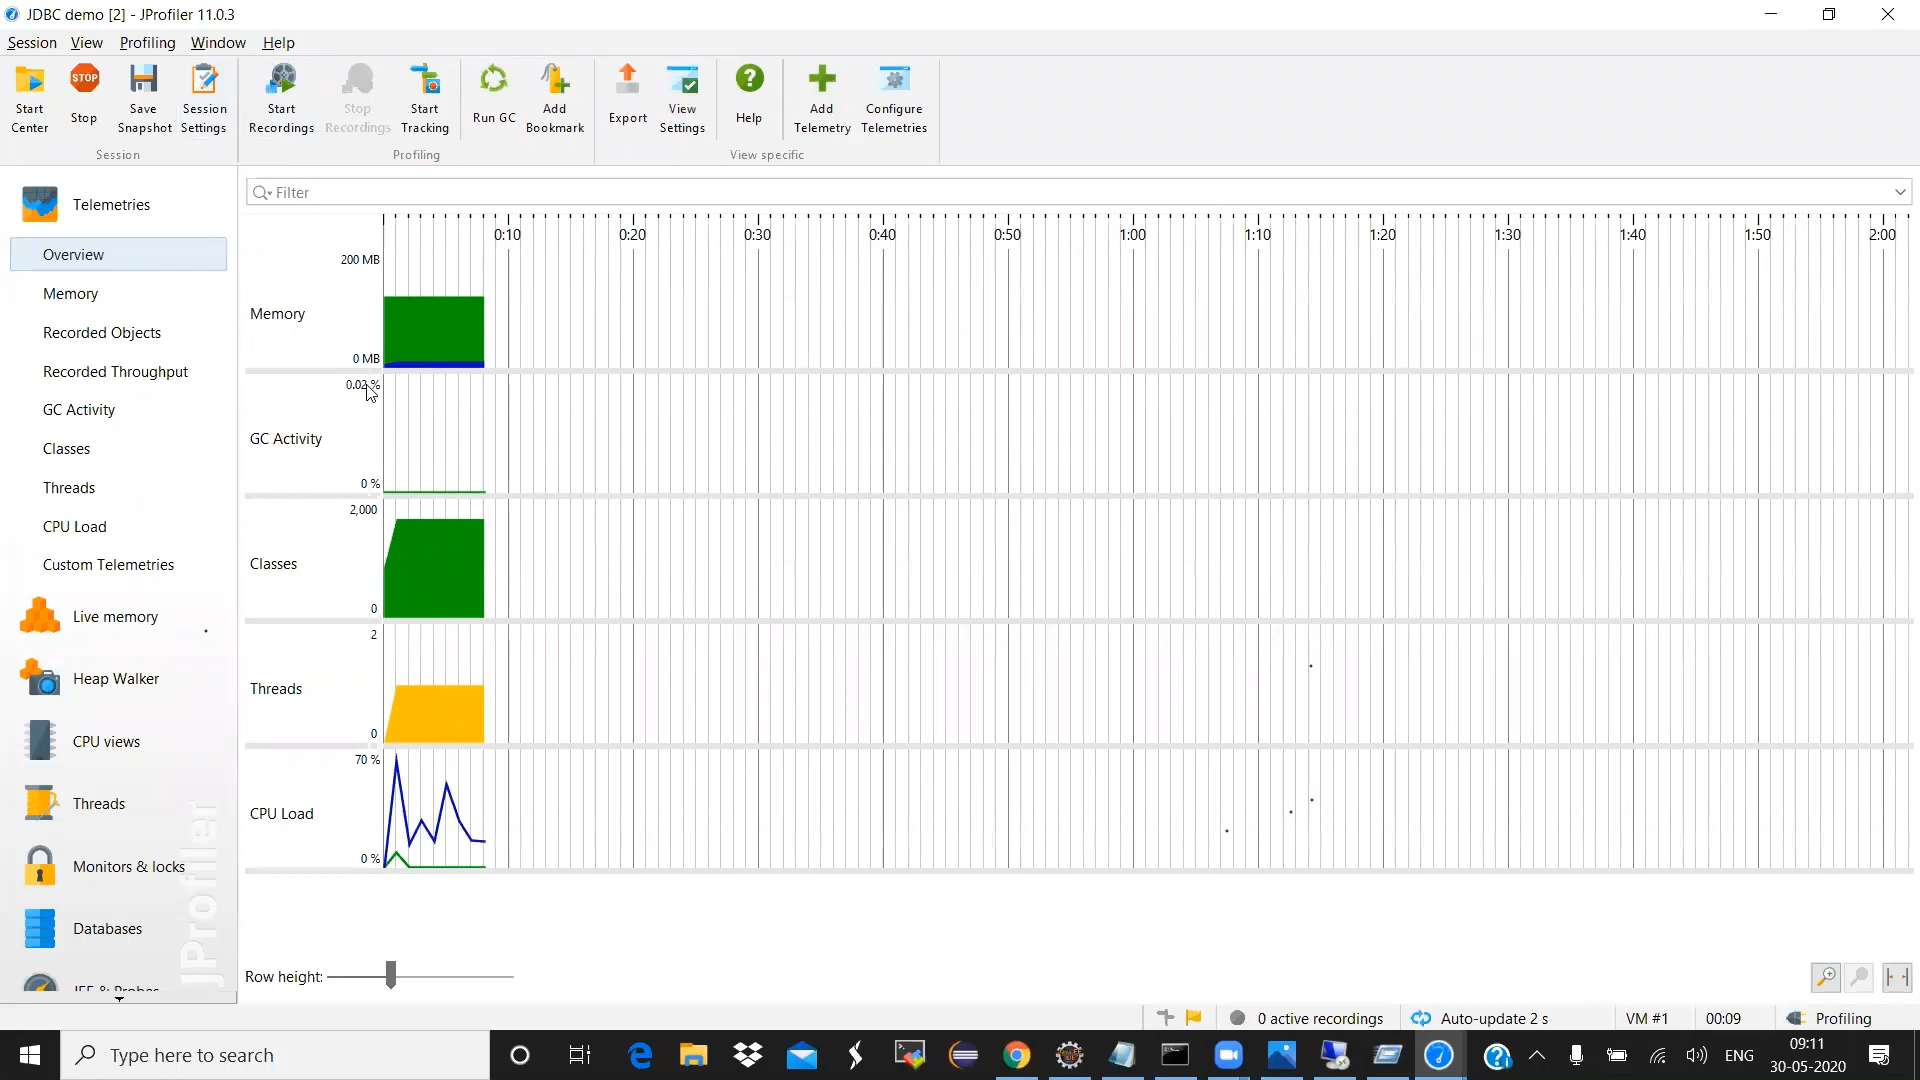 JDBC demo [2] - JProfiler 11.0.3
Session View Profiling Window Help
Start Center
STOP
Stop
Save Snapshot
Session Settings
Start Recordings
Stop Recordings
Start Tracking
Run GC
Add Bookmark
Export
View Settings
Help
Add Telemetry
Configure Telemetries
Session
Profiling
View specific
Telemetries
Overview
Memory
Recorded Objects
Recorded Throughput
GC Activity
Classes
Threads
CPU Load
Custom Telemetries
Live memory
Heap Walker
CPU views
Threads
Monitors & locks
Databases
JEE & Probes
JProfiler
Filter
0:10 0:20 0:30 0:40 0:50 1:00 1:10 1:20 1:30 1:40 1:50 2:00
200 MB
Memory
0 MB
0.02 %
GC Activity
0 %
2,000
Classes
0
2
Threads
0
70 %
CPU Load
0 %
Row height:
0 active recordings
Auto-update 2 s
VM #1
00:09
Profiling
Type here to search
ENG
09:11
30-05-2020